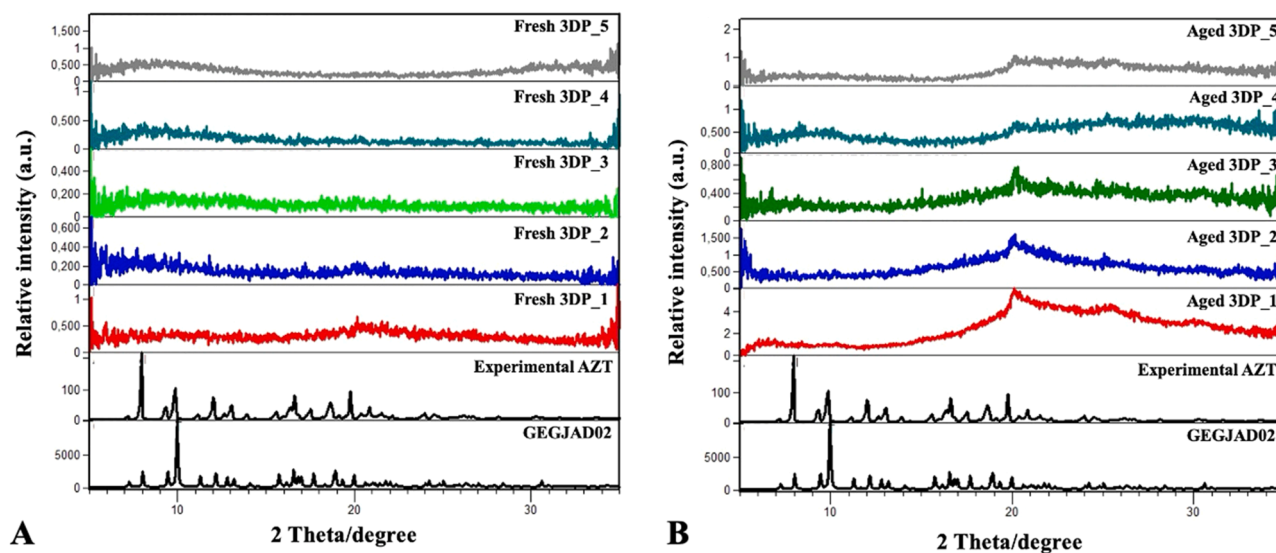 Relative intensity (a.u.)
Fresh 3DP_5
1,500
1
0,500
0
Fresh 3DP_4
1
0,500
0
Fresh 3DP_3
0,400
0,200
0
Fresh 3DP_2
0,600
0,400
0,200
0
Fresh 3DP_1
1
0,500
0
Experimental AZT
100
0
GEGJAD02
5000
0
10 20 30
2 Theta/degree
A
Relative intensity (a.u.)
Aged 3DP_5
2
1
0
Aged 3DP_4
1
0,500
0
Aged 3DP_3
0,800
0,400
0
Aged 3DP_2
1,500
1
0,500
0
Aged 3DP_1
4
2
0
Experimental AZT
100
0
GEGJAD02
5000
0
10 20 30
2 Theta/degree
B